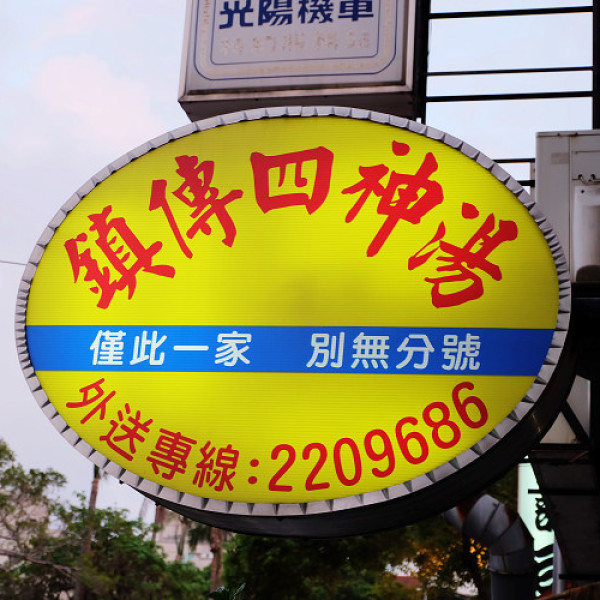 光陽機車
鎮傳四神湯
僅此一家 別無分號
外送專線:2209686